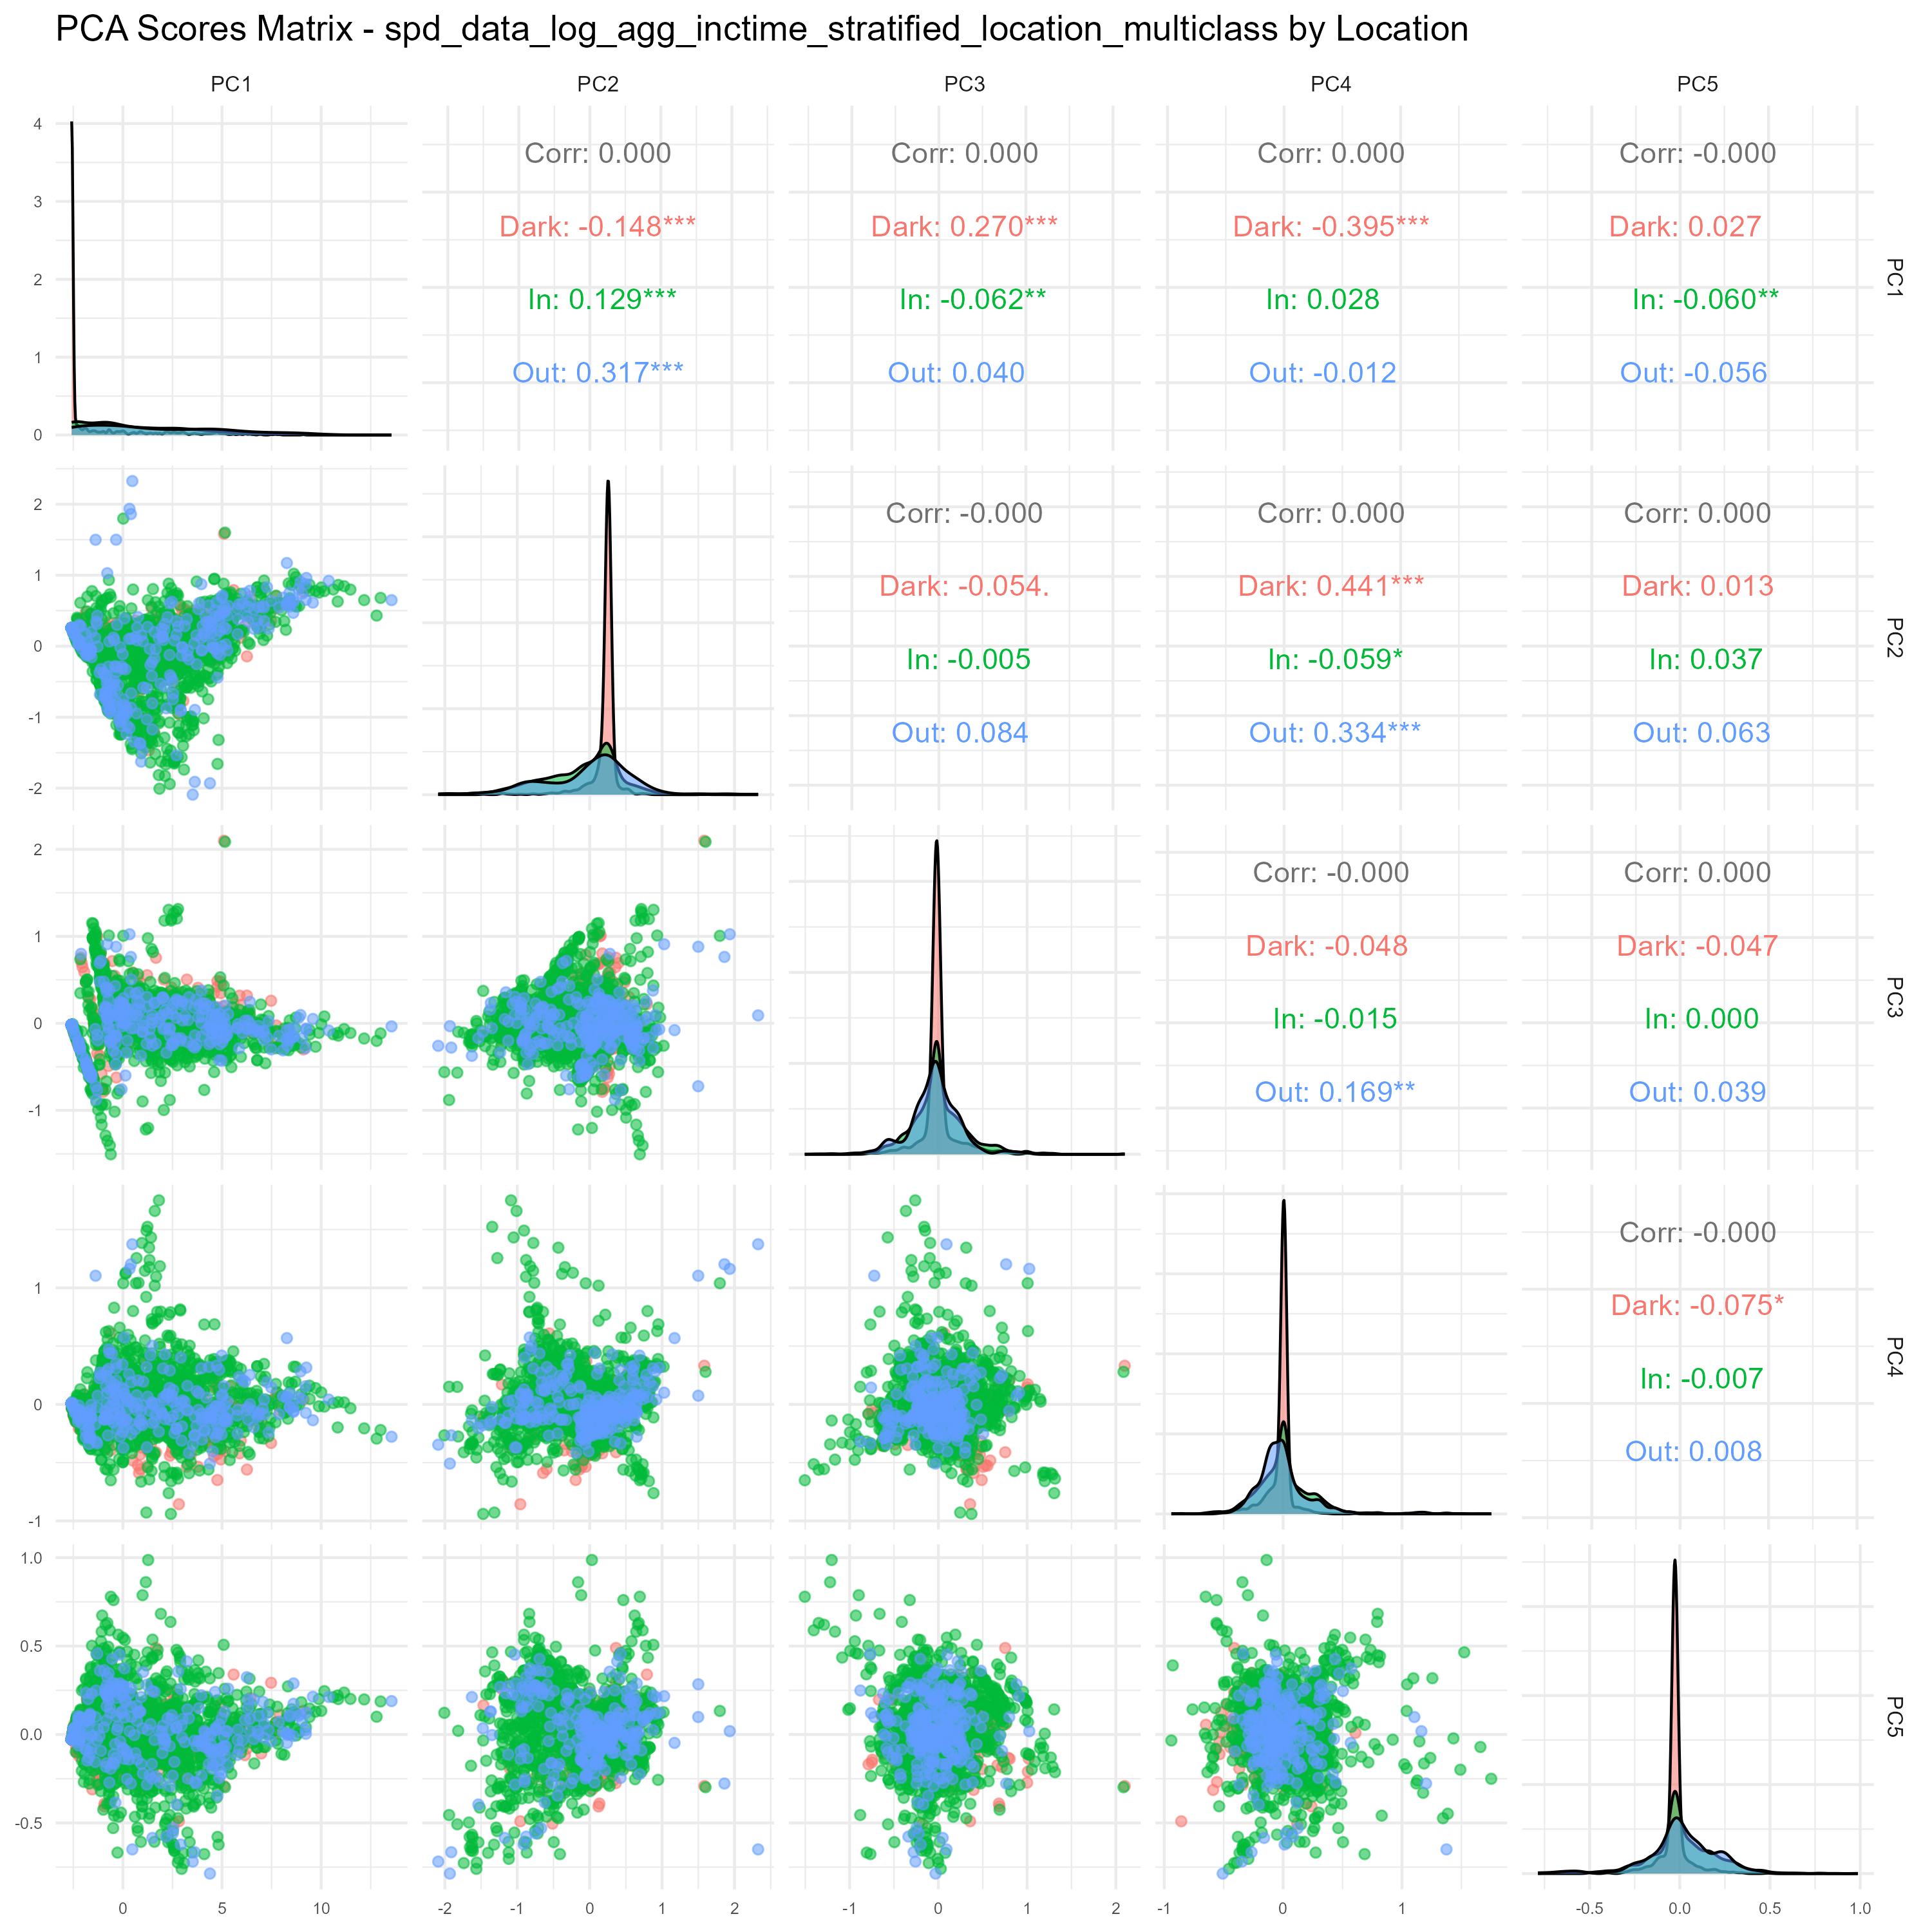 PCA Scores Matrix - spd_data_log_agg_inctime_stratified_location_multiclass by Location
PC1 PC2 PC3 PC4 PC5
4
3
2
1
0
Corr: 0.000
Dark: -0.148***
In: 0.129***
Out: 0.317***
Corr: 0.000
Dark: 0.270***
In: -0.062**
Out: 0.040
Corr: 0.000
Dark: -0.395***
In: 0.028
Out: -0.012
Corr: -0.000
Dark: 0.027
In: -0.060**
Out: -0.056
PC1
2
1
0
-1
-2
Corr: -0.000
Dark: -0.054.
In: -0.005
Out: 0.084
Corr: 0.000
Dark: 0.441***
In: -0.059*
Out: 0.334***
Corr: 0.000
Dark: 0.013
In: 0.037
Out: 0.063
PC2
2
1
0
-1
Corr: -0.000
Dark: -0.048
In: -0.015
Out: 0.169**
Corr: 0.000
Dark: -0.047
In: 0.000
Out: 0.039
PC3
1
0
-1
Corr: -0.000
Dark: -0.075*
In: -0.007
Out: 0.008
PC4
1.0
0.5
0.0
-0.5
PC5
0 5 10
-2 -1 0 1 2
-1 0 1 2
-1 0 1
-0.5 0.0 0.5 1.0